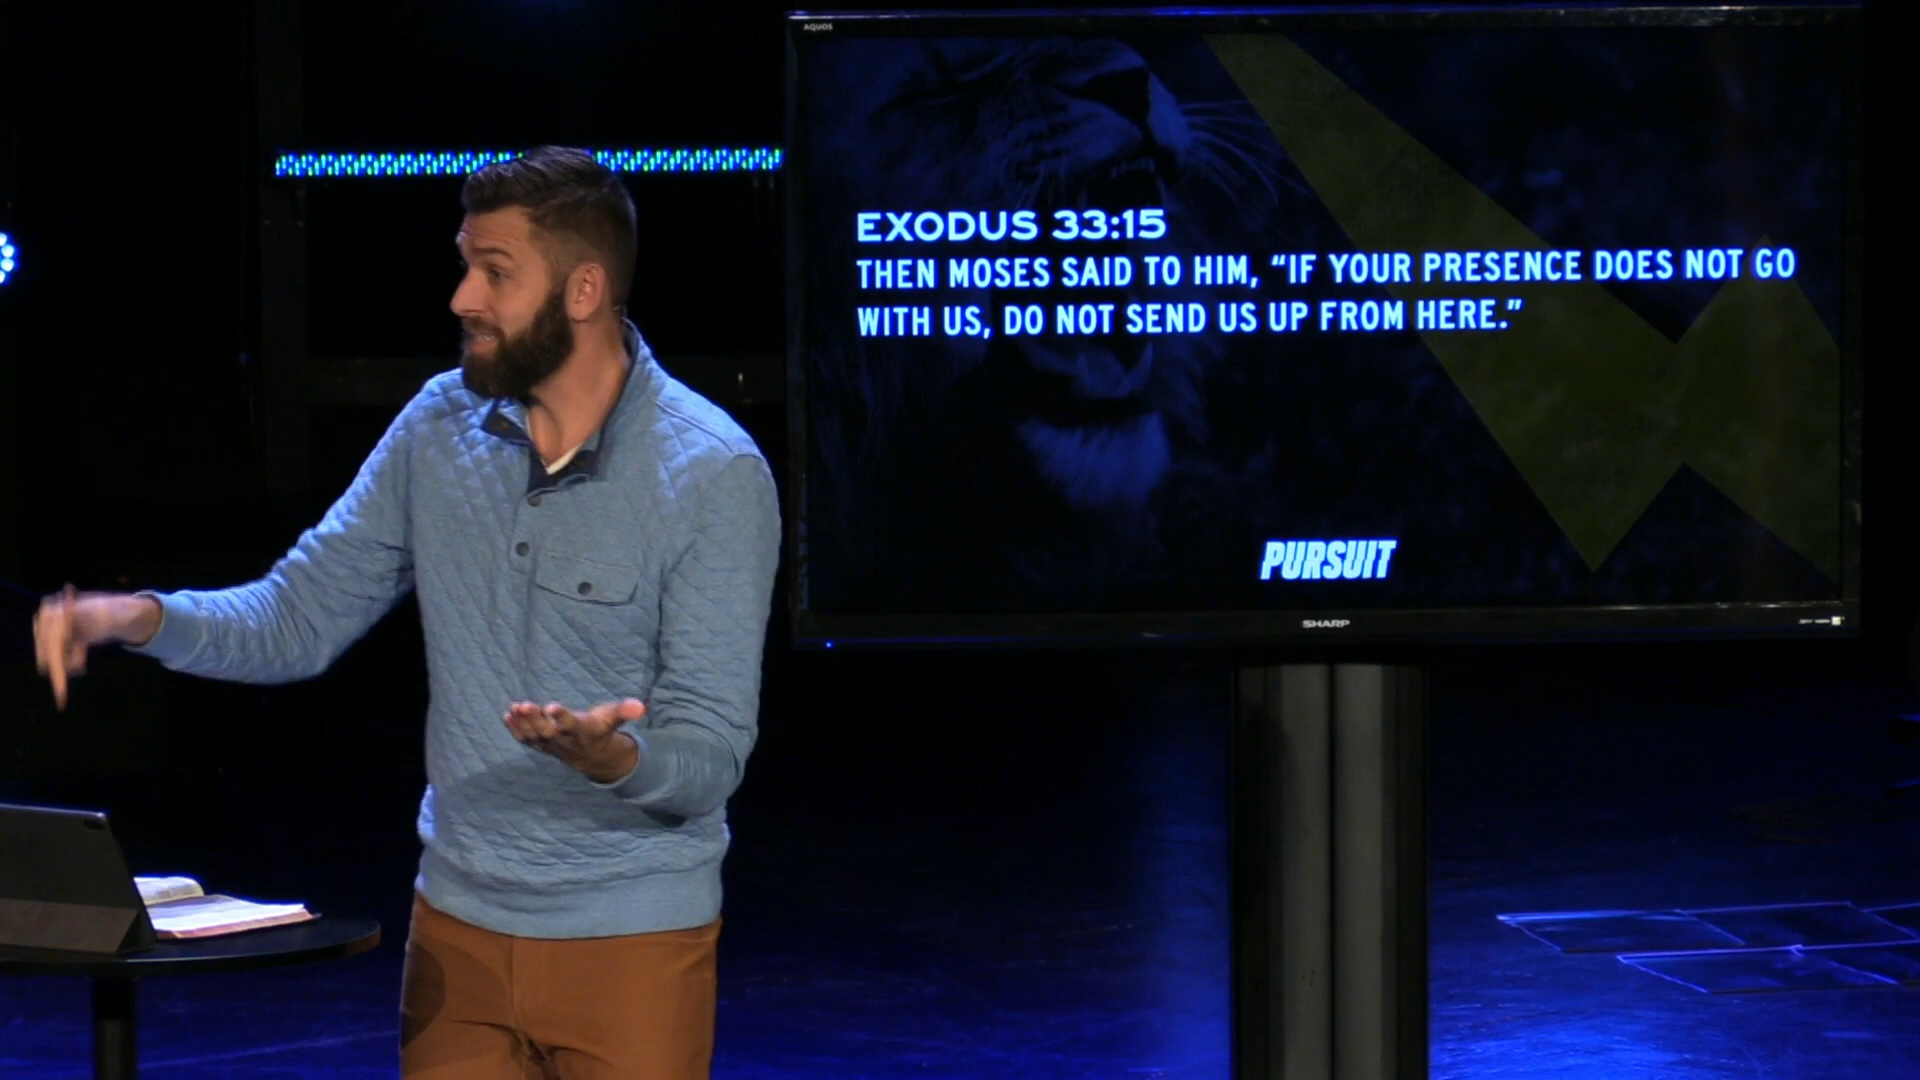 AQUOS
EXODUS 33:15
THEN MOSES SAID TO HIM, “IF YOUR PRESENCE DOES NOT GO
WITH US, DO NOT SEND US UP FROM HERE.”
PURSUIT
SHARP